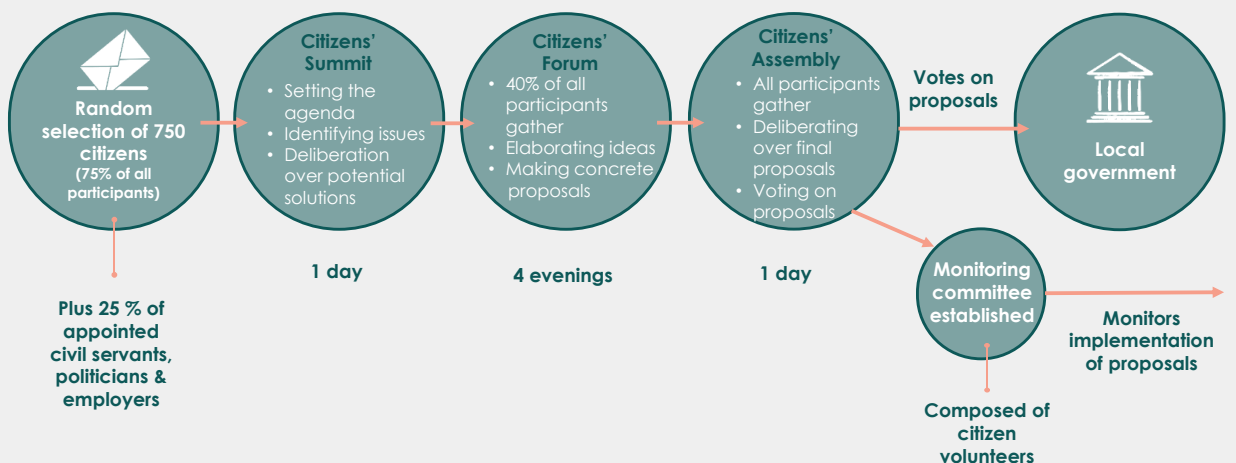 Random
selection of 750
citizens
(75% of all
participants)
Plus 25 % of
appointed
civil servants,
politicians &
employers
Citizens’
Summit
• Setting the
agenda
• Identifying issues
• Deliberation
over potential
solutions
1 day
Citizens’
Forum
• 40% of all
participants
gather
• Elaborating ideas
• Making concrete
proposals
4 evenings
Citizens’
Assembly
• All participants
gather
• Deliberating
over final
proposals
• Voting on
proposals
1 day
Votes on
proposals
Local
government
Monitoring
committee
established
Composed of
citizen
volunteers
Monitors
implementation
of proposals